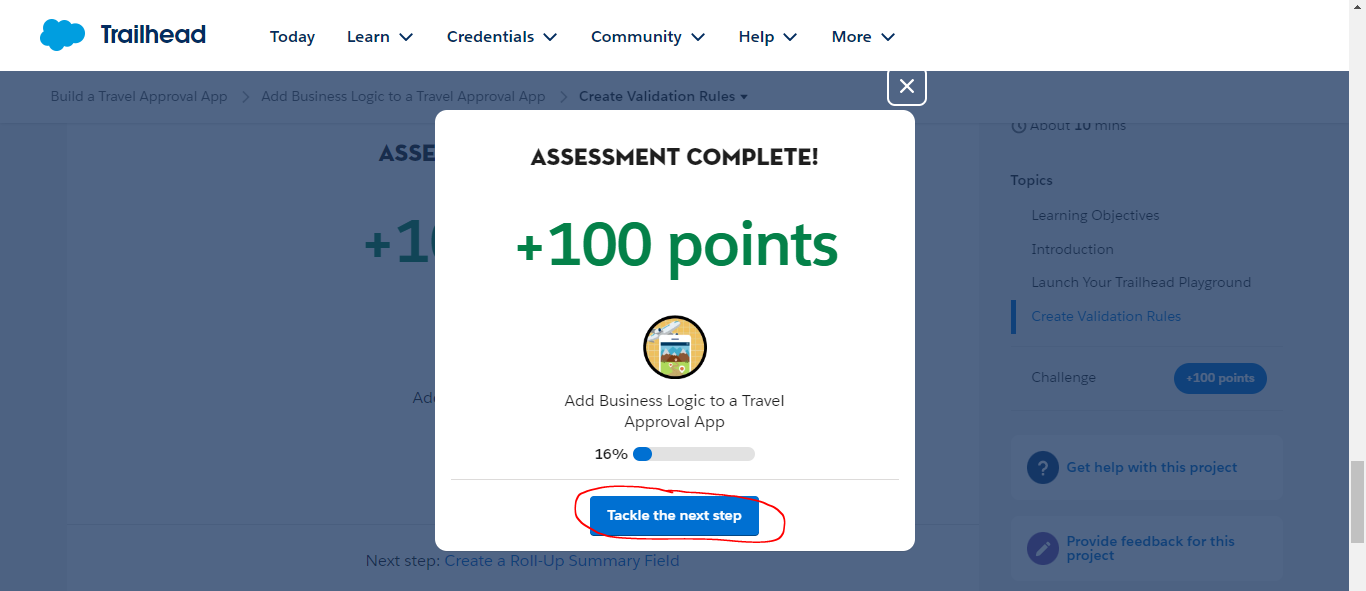 Trailhead
Today Learn Credentials Community Help More
Build a Travel Approval App > Add Business Logic to a Travel Approval App > Create Validation Rules
About 10 mins
ASSE
+10
Ad
Next step: Create a Roll-Up Summary Field
ASSESSMENT COMPLETE!
+100 points
Add Business Logic to a Travel
Approval App
16%
Tackle the next step
Topics
Learning Objectives
Introduction
Launch Your Trailhead Playground
Create Validation Rules
Challenge +100 points
? Get help with this project
Provide feedback for this
project